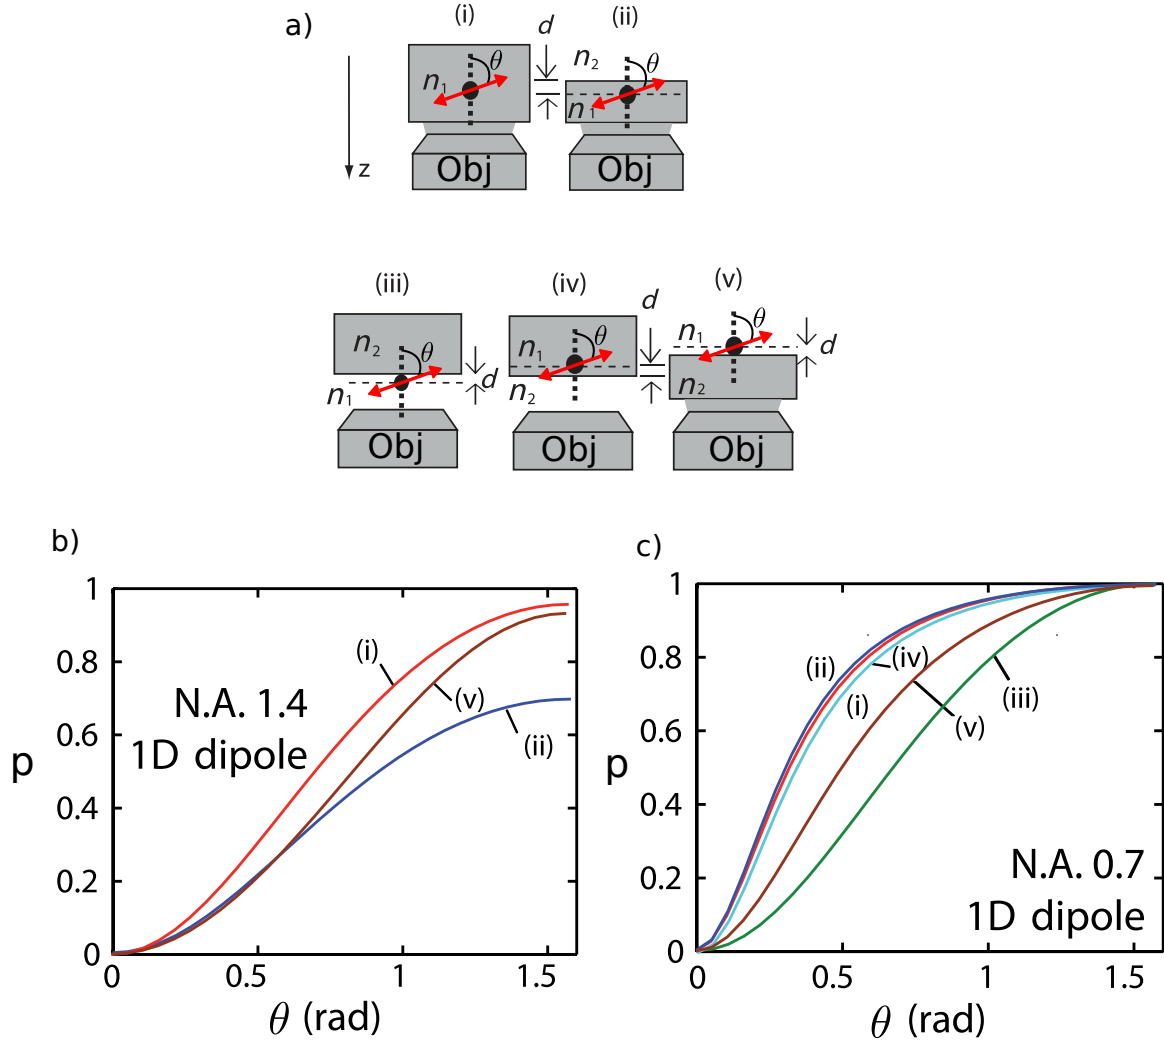 a)
(i)
(ii)
d
θ
n₁
n₂
θ
n₁
z
Obj
Obj
(iii)
(iv)
(v)
d
n₂
θ
n₁
d
n₁
θ
n₂
n₁
θ
d
n₂
Obj
Obj
Obj
b)
1
0.8
0.6
0.4
0.2
0
p
N.A. 1.4
1D dipole
(i)
(v)
(ii)
0
0.5
1
1.5
θ (rad)
c)
1
0.8
0.6
0.4
0.2
0
p
(ii)
(iv)
(i)
(v)
(iii)
N.A. 0.7
1D dipole
0
0.5
1
1.5
θ (rad)